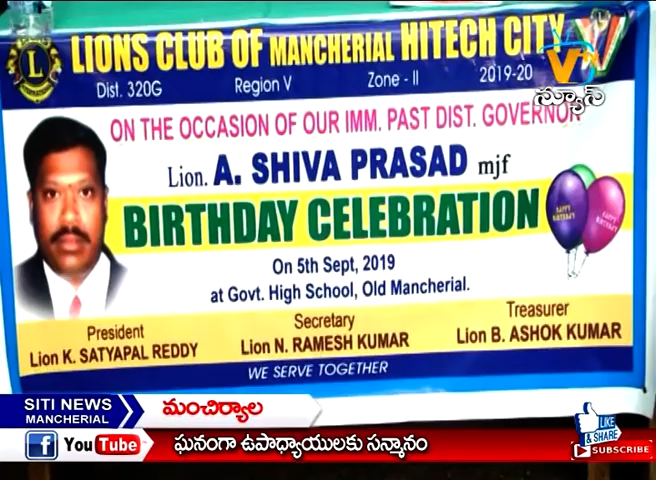 LIONS CLUB OF MANCHERIAL HITECH CITY
Dist. 320G Region V Zone - II 2019-20
V
న్యూస్
ON THE OCCASION OF OUR IMM. PAST DIST. GOVERNOR
Lion. A. SHIVA PRASAD mjf
BIRTHDAY CELEBRATION
On 5th Sept, 2019
at Govt. High School, Old Mancherial.
President Secretary Treasurer
Lion K. SATYAPAL REDDY Lion N. RAMESH KUMAR Lion B. ASHOK KUMAR
WE SERVE TOGETHER
SITI NEWS
MANCHERIAL
మంచిర్యాల
f YouTube ఘనంగా ఉపాధ్యాయులకు సన్మానం
LIKE
& SHARE
SUBSCRIBE